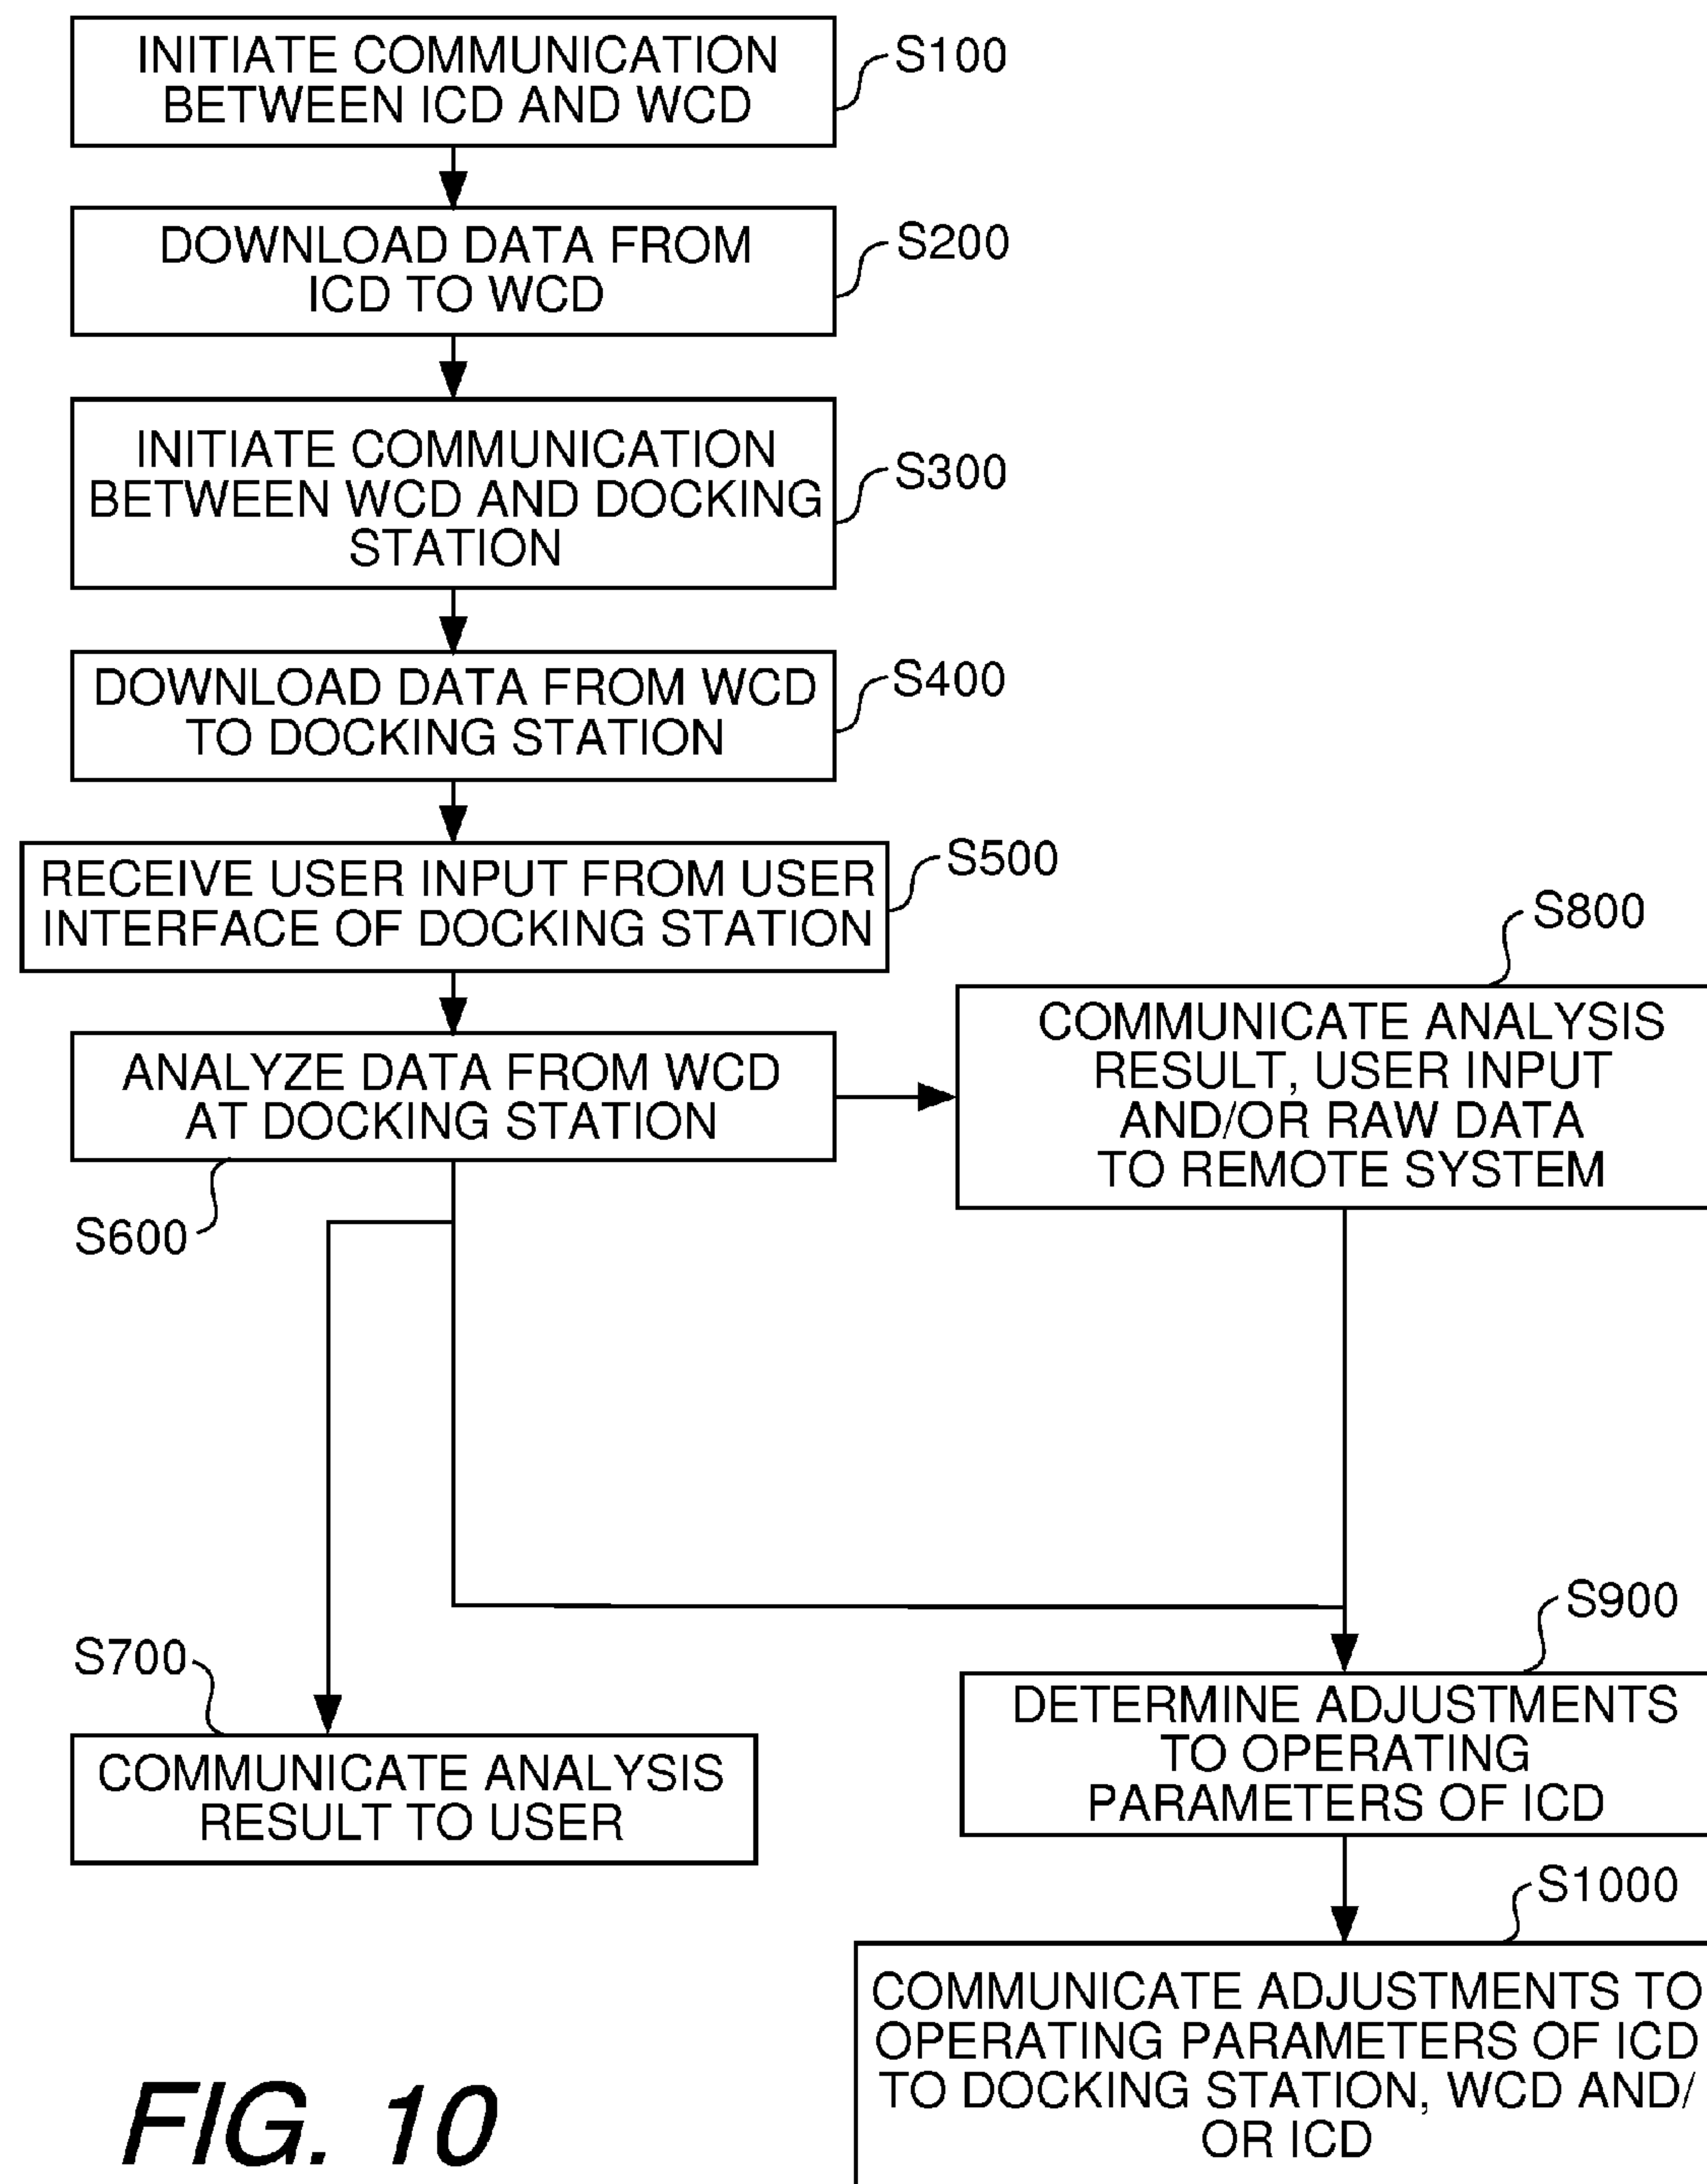 INITIATE COMMUNICATION
BETWEEN ICD AND WCD
S100
DOWNLOAD DATA FROM
ICD TO WCD
S200
INITIATE COMMUNICATION
BETWEEN WCD AND DOCKING
STATION
S300
DOWNLOAD DATA FROM WCD
TO DOCKING STATION
S400
RECEIVE USER INPUT FROM USER
INTERFACE OF DOCKING STATION
S500
ANALYZE DATA FROM WCD
AT DOCKING STATION
S600
S800
COMMUNICATE ANALYSIS
RESULT, USER INPUT
AND/OR RAW DATA
TO REMOTE SYSTEM
S700
COMMUNICATE ANALYSIS
RESULT TO USER
S900
DETERMINE ADJUSTMENTS
TO OPERATING
PARAMETERS OF ICD
S1000
COMMUNICATE ADJUSTMENTS TO
OPERATING PARAMETERS OF ICD
TO DOCKING STATION, WCD AND/
OR ICD
FIG. 10